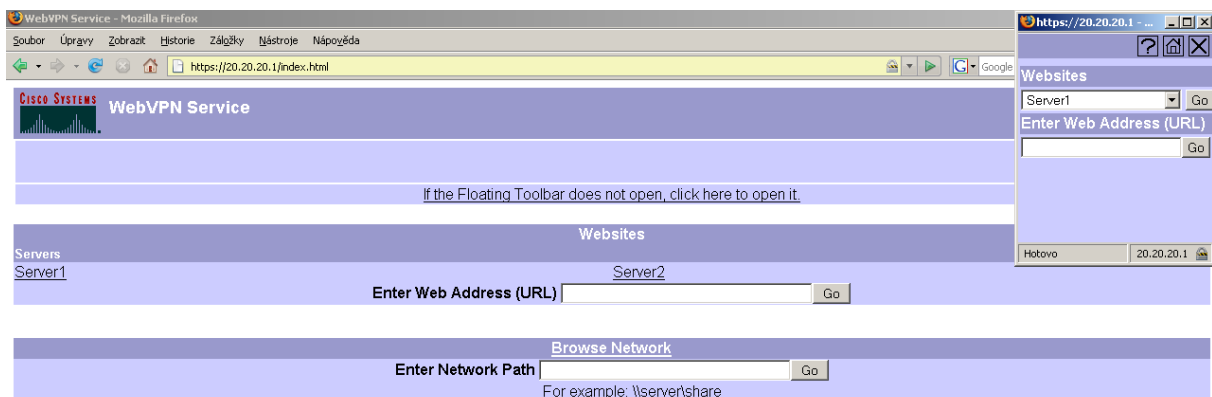 WebVPN Service - Mozilla Firefox
Soubor Úpravy Zobrazit Historie Záložky Nástroje Nápověda
https://20.20.20.1/index.html
Google
CISCO SYSTEMS
WebVPN Service
If the Floating Toolbar does not open, click here to open it.
Websites
Servers
Server1 Server2
Enter Web Address (URL) Go
Browse Network
Enter Network Path Go
For example: \\server\share
https://20.20.20.1 - ...
Websites
Server1 Go
Enter Web Address (URL)
Go
Hotovo 20.20.20.1